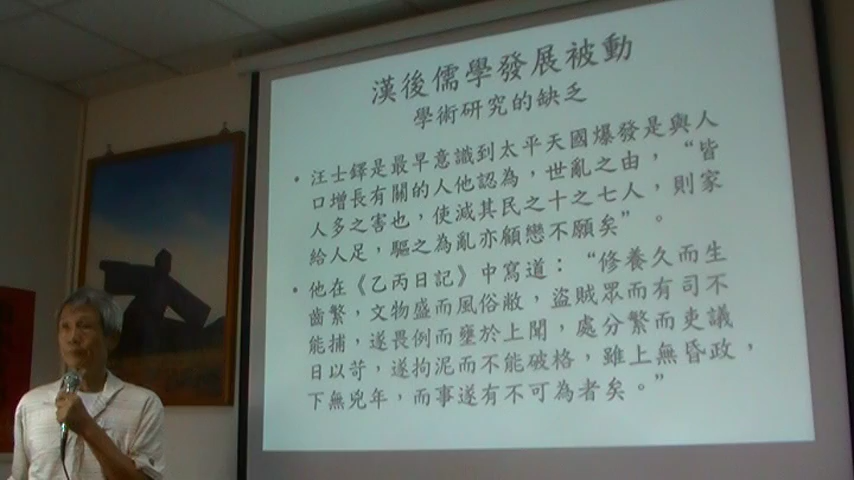 漢後儒學發展被動
學術研究的缺乏
• 汪士鐸是最早意識到太平天國爆發是與人
口增長有關的人他認為，世亂之由，“皆
人多之害也，使減其民之十之七人，則家
給人足，驅之為亂亦顧戀不願矣”。
• 他在《乙丙日記》中寫道：“修養久而生
齒繁，文物盛而風俗敝，盜賊眾而有司不
能捕，遂畏例而壅於上聞，處分繁而吏議
日以苛，遂拘泥而不能破格，雖上無昏政，
下無兇年，而事遂有不可為者矣。”